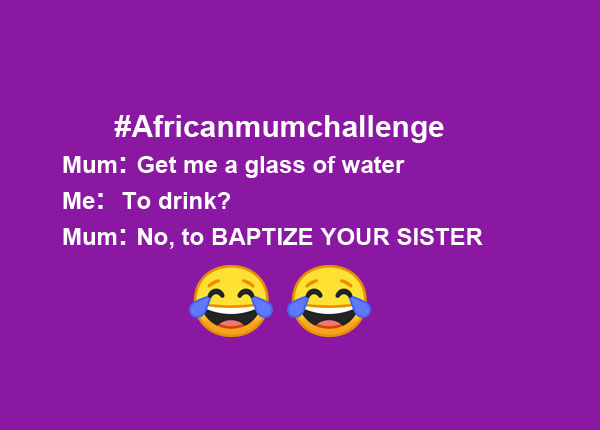 #Africanmumchallenge
Mum: Get me a glass of water
Me: To drink?
Mum: No, to BAPTIZE YOUR SISTER